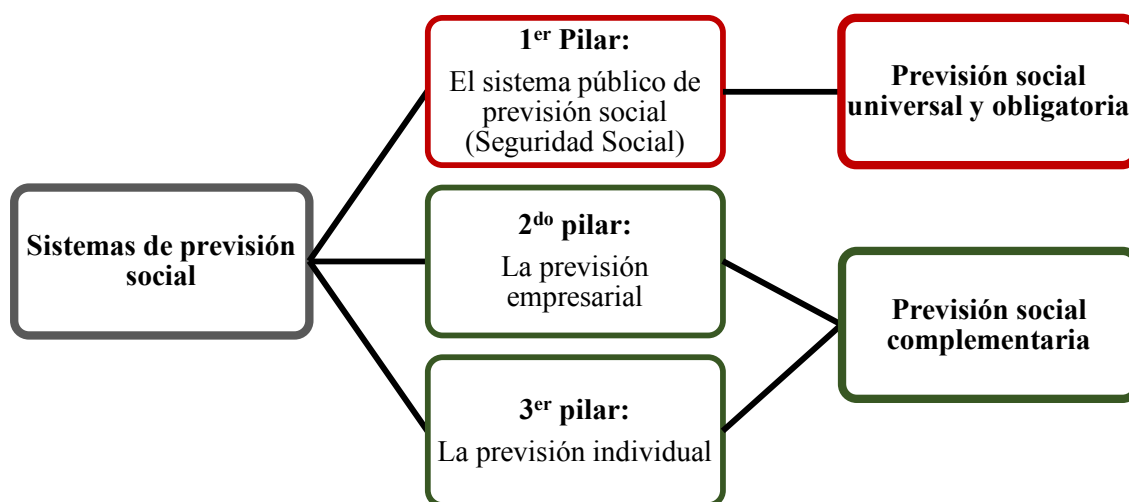 Sistemas de previsión
social
1er Pilar:
El sistema público de
previsión social
(Seguridad Social)
Previsión social
universal y obligatoria
2do pilar:
La previsión
empresarial
3er pilar:
La previsión individual
Previsión social
complementaria